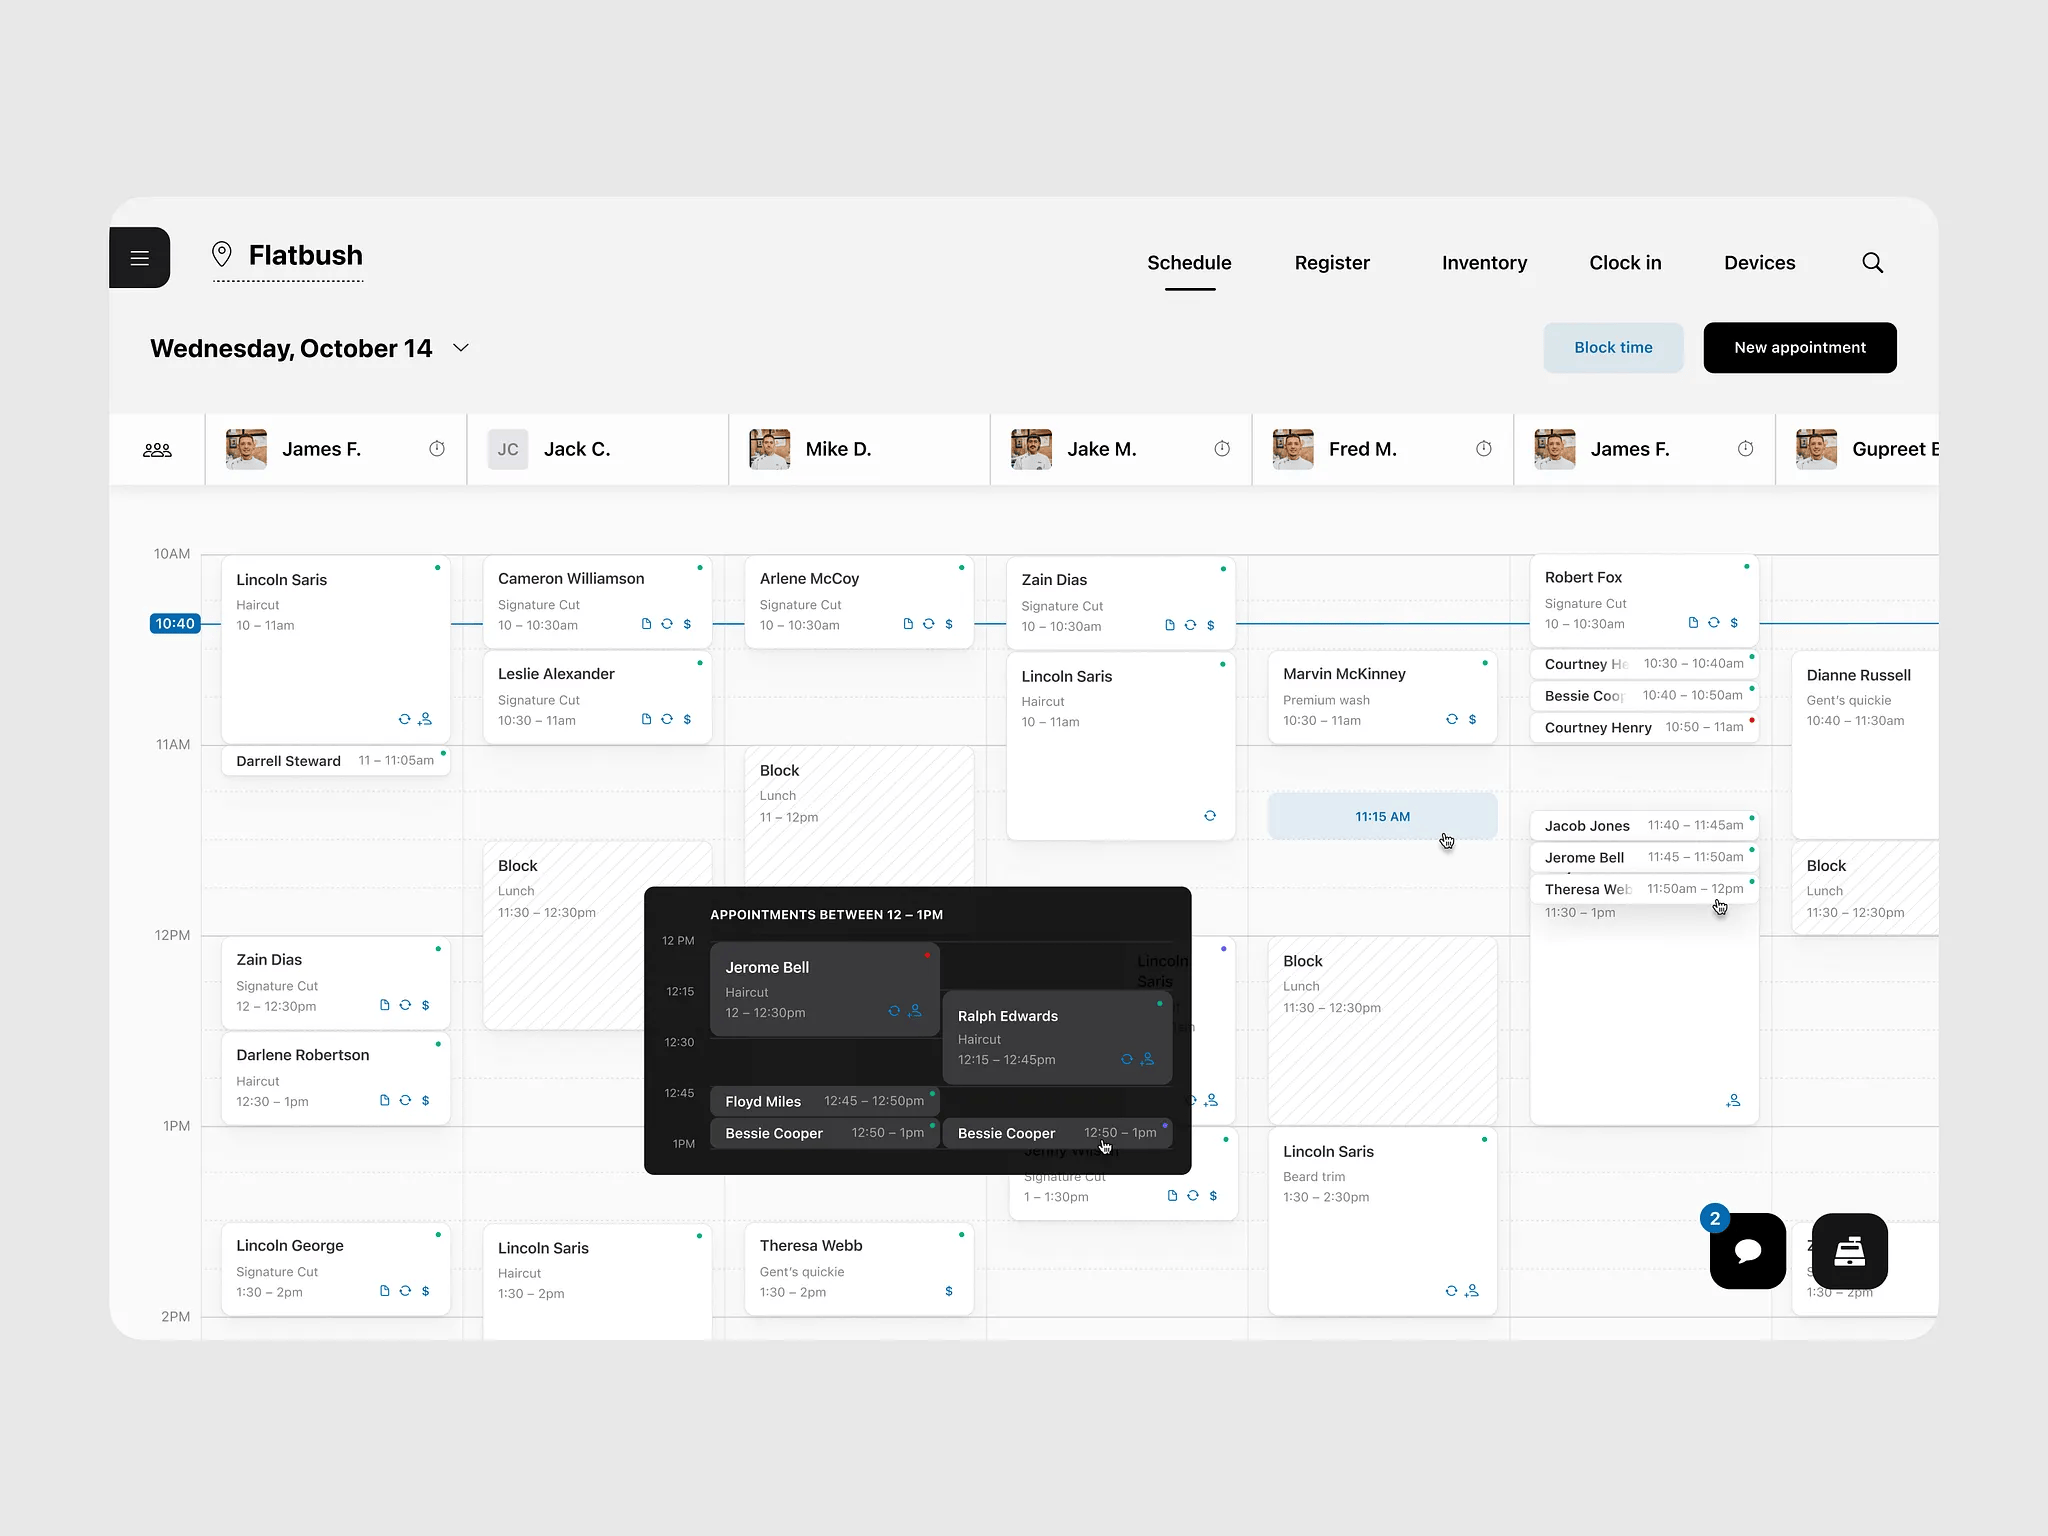 Flatbush
Schedule
Register
Inventory
Clock in
Devices
Wednesday, October 14
Block time
New appointment
James F.
JC
Jack C.
Mike D.
Jake M.
Fred M.
James F.
Gupreet
10AM
10:40
11AM
12PM
1PM
2PM
Lincoln Saris
Haircut
10 – 11am
Darrell Steward
11 – 11:05am
Zain Dias
Signature Cut
12 – 12:30pm
$
Darlene Robertson
Haircut
12:30 – 1pm
$
Lincoln George
Signature Cut
1:30 – 2pm
$
Cameron Williamson
Signature Cut
10 – 10:30am
$
Leslie Alexander
Signature Cut
10:30 – 11am
$
Block
Lunch
11:30 – 12:30pm
Lincoln Saris
Haircut
1:30 – 2pm
Arlene McCoy
Signature Cut
10 – 10:30am
$
Block
Lunch
11 – 12pm
APPOINTMENTS BETWEEN 12 – 1PM
12 PM
12:15
12:30
12:45
1PM
Jerome Bell
Haircut
12 – 12:30pm
Ralph Edwards
Haircut
12:15 – 12:45pm
Floyd Miles
12:45 – 12:50pm
Bessie Cooper
12:50 – 1pm
Bessie Cooper
12:50 – 1pm
Theresa Webb
Gent's quickie
1:30 – 2pm
$
Zain Dias
Signature Cut
10 – 10:30am
$
Lincoln Saris
Haircut
10 – 11am
Lincoln
Saris
Jenny
Signature Cut
1 – 1:30pm
$
Marvin McKinney
Premium wash
10:30 – 11am
$
11:15 AM
Block
Lunch
11:30 – 12:30pm
Lincoln Saris
Beard trim
1:30 – 2:30pm
Robert Fox
Signature Cut
10 – 10:30am
$
Courtney He
10:30 – 10:40am
Bessie Coop
10:40 – 10:50am
Courtney Henry
10:50 – 11am
Jacob Jones
11:40 – 11:45am
Jerome Bell
11:45 – 11:50am
Theresa Web
11:50am – 12pm
11:30 – 1pm
Dianne Russell
Gent's quickie
10:40 – 11:30am
Block
Lunch
11:30 – 12:30pm
1:30 – 2pm
2